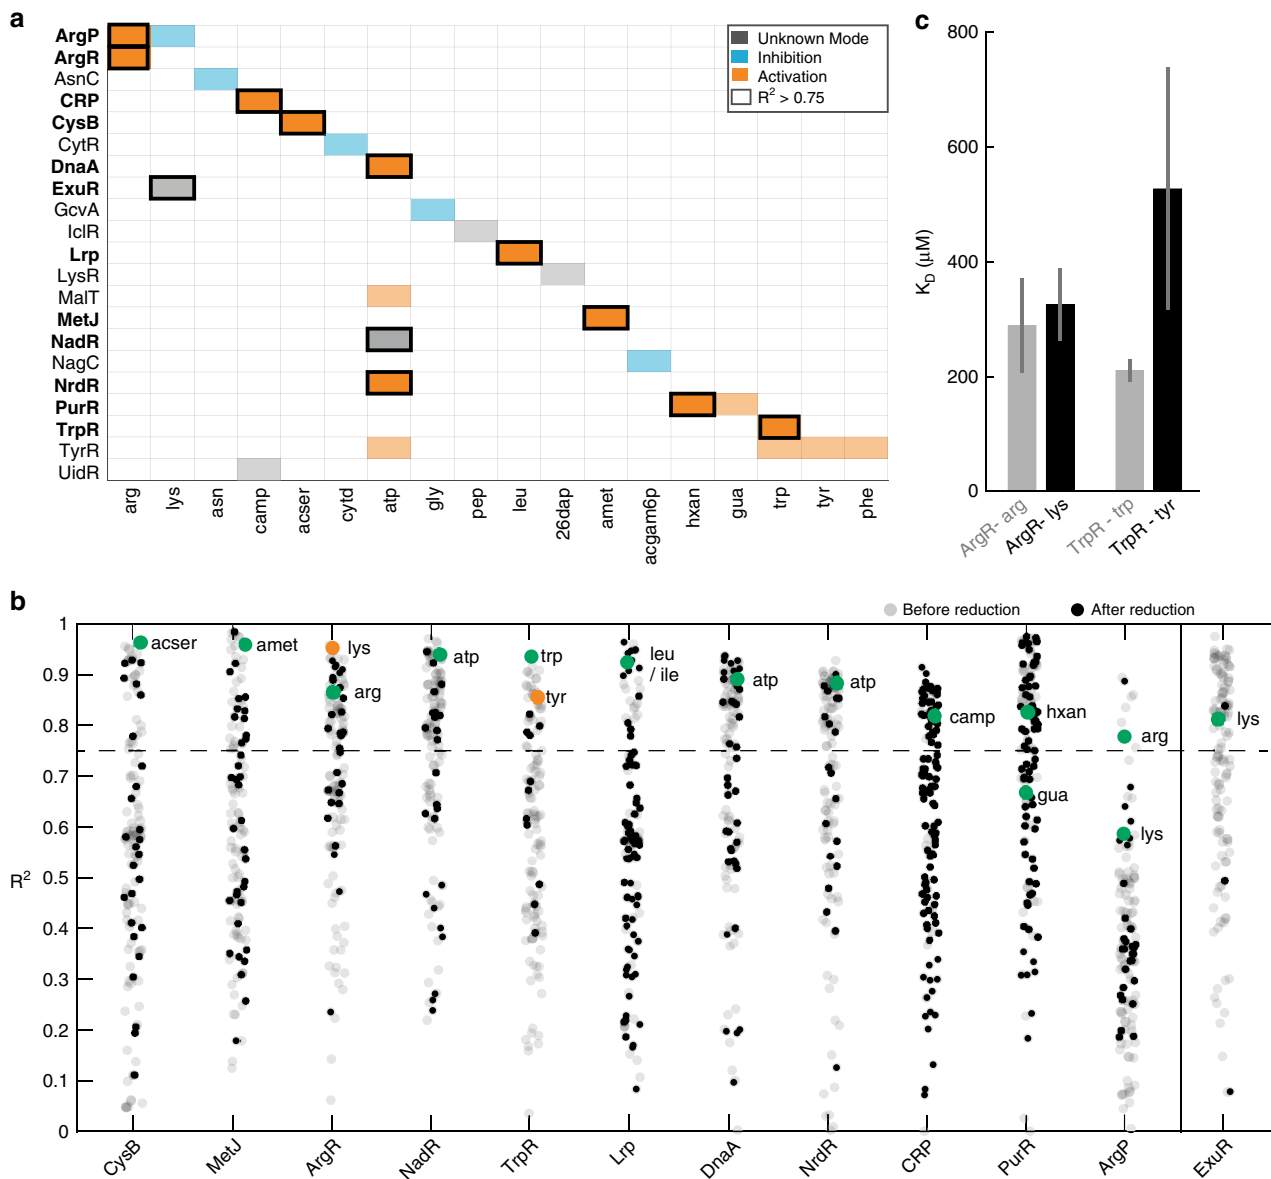 a
ArgP
ArgR
AsnC
CRP
CysB
CytR
DnaA
ExuR
GcvA
IclR
Lrp
LysR
MalT
MetJ
NadR
NagC
NrdR
PurR
TrpR
TyrR
UidR
arg
lys
asn
camp
acser
cytd
atp
gly
pep
leu
26dap
amet
acgam6p
hxan
gua
trp
tyr
phe
Unknown Mode
Inhibition
Activation
R² > 0.75
c
800
600
400
200
0
K_D (μM)
ArgR- arg
ArgR- lys
TrpR - trp
TrpR - tyr
b
Before reduction
After reduction
1
0.9
0.8
0.7
0.6
0.5
0.4
0.3
0.2
0.1
0
R²
acser
amet
lys
arg
atp
trp
tyr
leu
/ ile
atp
atp
camp
hxan
gua
arg
lys
lys
CysB
MetJ
ArgR
NadR
TrpR
Lrp
DnaA
NrdR
CRP
PurR
ArgP
ExuR